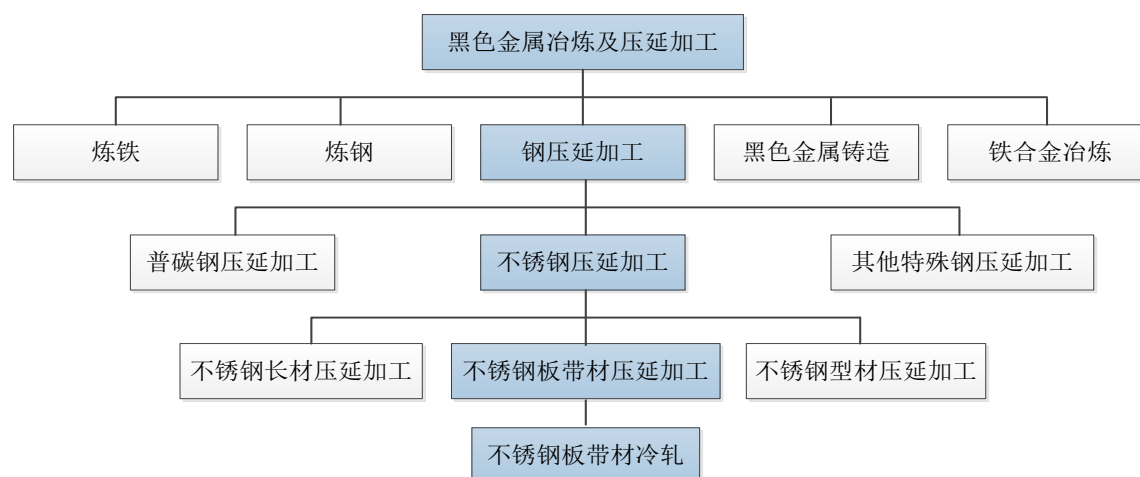 黑色金属冶炼及压延加工
炼铁
炼钢
钢压延加工
黑色金属铸造
铁合金冶炼
普碳钢压延加工
不锈钢压延加工
其他特殊钢压延加工
不锈钢长材压延加工
不锈钢板带材压延加工
不锈钢型材压延加工
不锈钢板带材冷轧